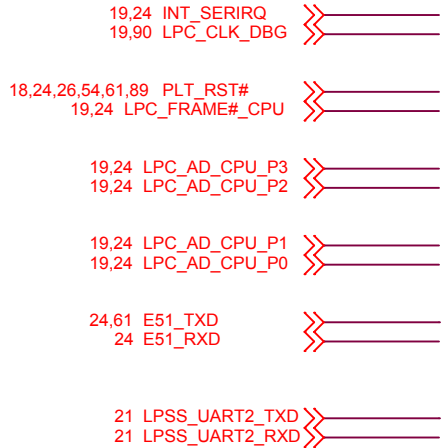 19,24 INT_SERIRQ
19,90 LPC_CLK_DBG
18,24,26,54,61,89 PLT_RST#
19,24 LPC_FRAME#_CPU
19,24 LPC_AD_CPU_P3
19,24 LPC_AD_CPU_P2
19,24 LPC_AD_CPU_P1
19,24 LPC_AD_CPU_P0
24,61 E51_TXD
24 E51_RXD
21 LPSS_UART2_TXD
21 LPSS_UART2_RXD